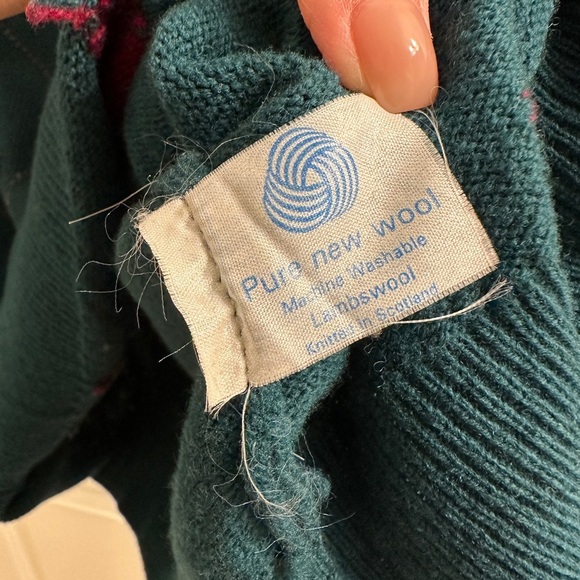 Pure new wool
Machine Washable
Lambswool
Knitted in Scotland